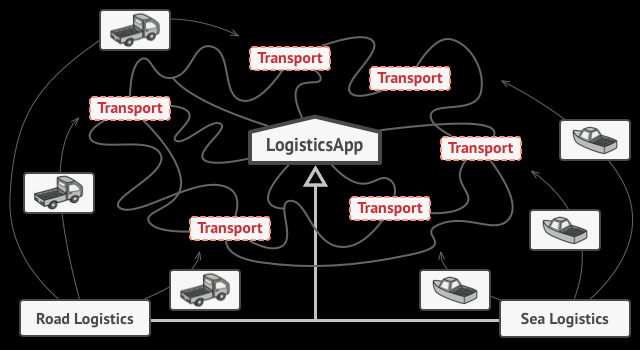 Transport
Transport
Transport
LogisticsApp
Transport
Transport
Transport
Road Logistics
Sea Logistics